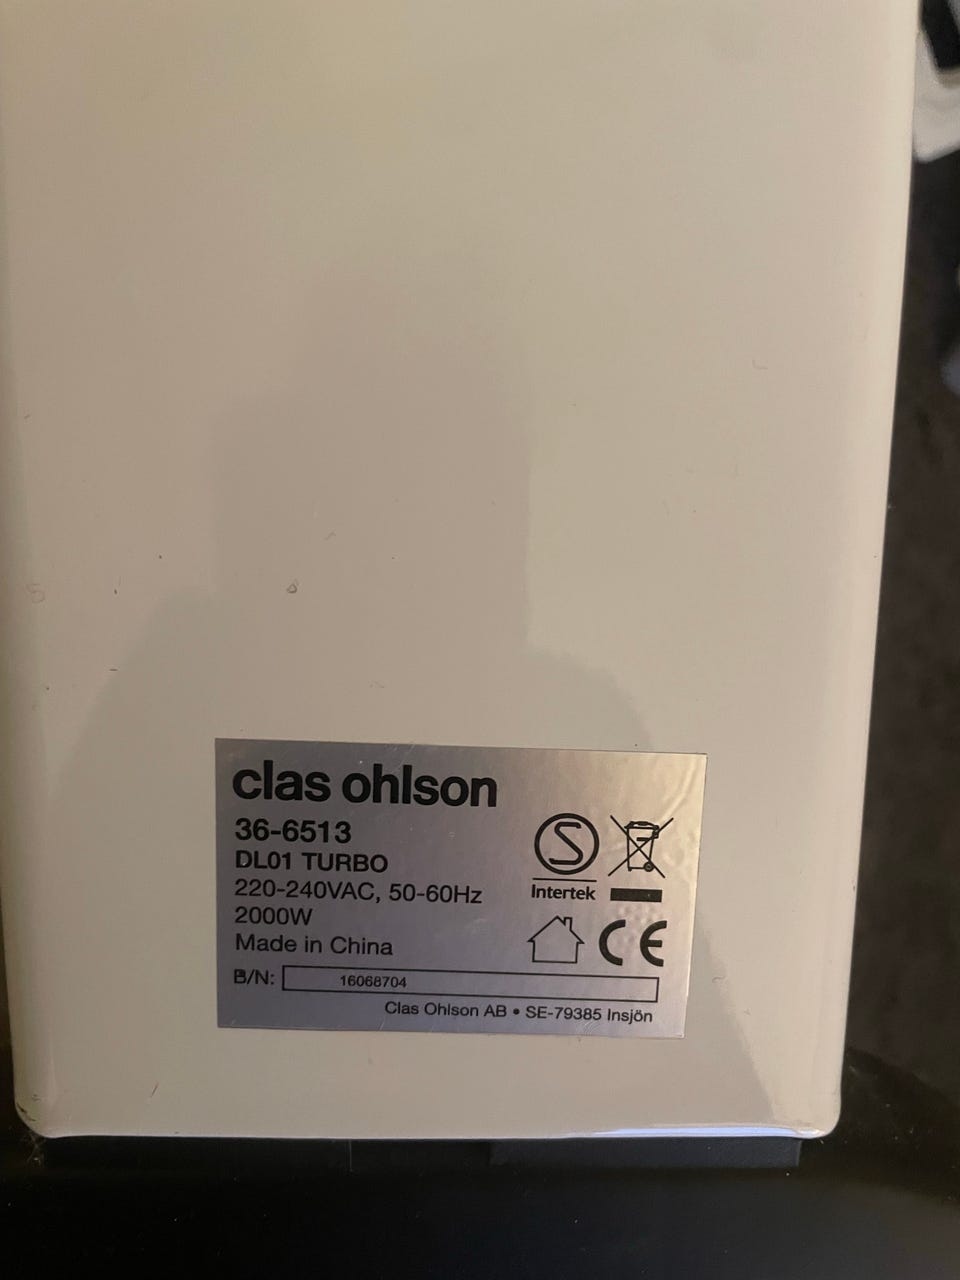 clas ohlson
36-6513
DL01 TURBO
220-240VAC, 50-60Hz
2000W
Made in China
S
Intertek
CE
B/N: 16068704
Clas Ohlson AB • SE-79385 Insjön